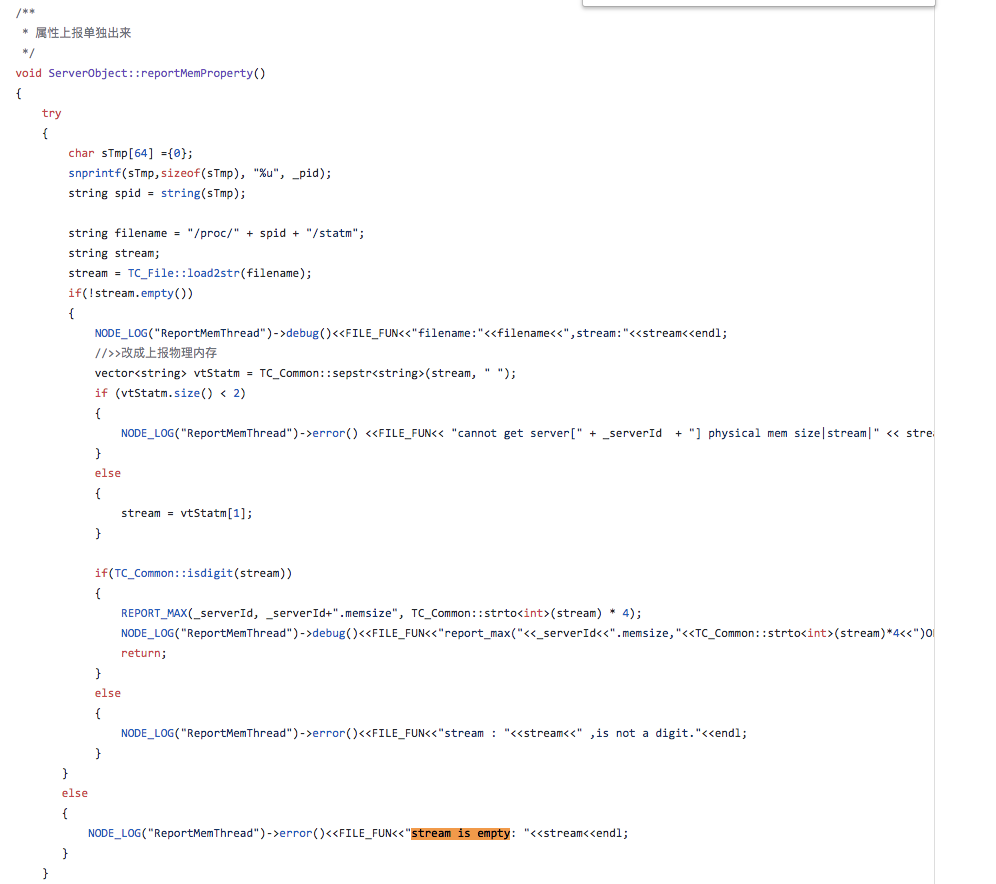 /**
 * 属性上报单独出来
 */
void ServerObject::reportMemProperty()
{
    try
    {
        char sTmp[64] ={0};
        snprintf(sTmp,sizeof(sTmp), "%u", _pid);
        string spid = string(sTmp);
        string filename = "/proc/" + spid + "/statm";
        string stream;
        stream = TC_File::load2str(filename);
        if(!stream.empty())
        {
            NODE_LOG("ReportMemThread")->debug()<<FILE_FUN<<"filename:"<<filename<<",stream:"<<stream<<endl;
            //>>改成上报物理内存
            vector<string> vtStatm = TC_Common::sepstr<string>(stream, " ");
            if (vtStatm.size() < 2)
            {
                NODE_LOG("ReportMemThread")->error() <<FILE_FUN<< "cannot get server[" + _serverId  + "] physical mem size|stream|" << strea
            }
            else
            {
                stream = vtStatm[1];
            }
            if(TC_Common::isdigit(stream))
            {
                REPORT_MAX(_serverId, _serverId+".memsize", TC_Common::strto<int>(stream) * 4);
                NODE_LOG("ReportMemThread")->debug()<<FILE_FUN<<"report_max("<<_serverId<<".memsize,"<<TC_Common::strto<int>(stream)*4<<")O
                return;
            }
            else
            {
                NODE_LOG("ReportMemThread")->error()<<FILE_FUN<<"stream : "<<stream<<" ,is not a digit."<<endl;
            }
       }
       else
       {
           NODE_LOG("ReportMemThread")->error()<<FILE_FUN<<"stream is empty: "<<stream<<endl;
       }
    }